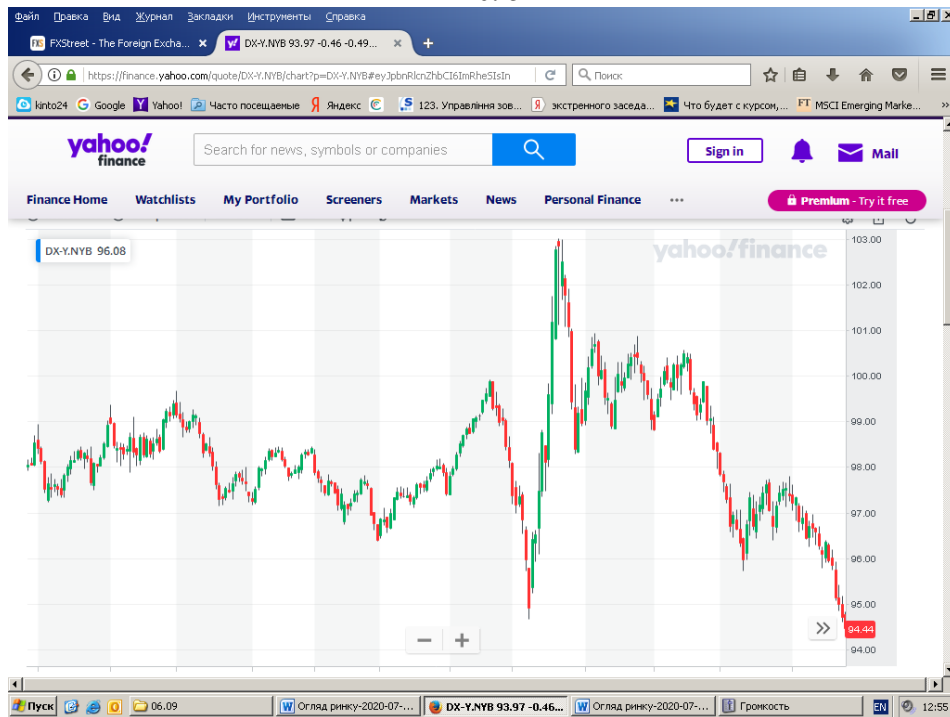 Файл Правка Вид Журнал Закладки Инструменты Справка
FXStreet - The Foreign Excha...
DX-Y.NYB 93.97 -0.46 -0.49...
https://finance.yahoo.com/quote/DX-Y.NYB/chart?p=DX-Y.NYB#eyJpbnRlcnZhbCI6ImRheSIsIn
Поиск
kinto24 Google Yahoo! Часто посещаемые Яндекс 123. Управління зов... экстренного заседа... Что будет с курсом,... FT MSCI Emerging Marke...
yahoo!
finance
Search for news, symbols or companies
Sign in
Mail
Finance Home Watchlists My Portfolio Screeners Markets News Personal Finance ...
Premium - Try it free
DX-Y.NYB 96.08
yahoo!finance
103.00
102.00
101.00
100.00
99.00
98.00
97.00
96.00
95.00
94.44
94.00
Пуск 06.09 Огляд ринку-2020-07-... DX-Y.NYB 93.97 -0.46... Огляд ринку-2020-07-... Громкость EN 12:55